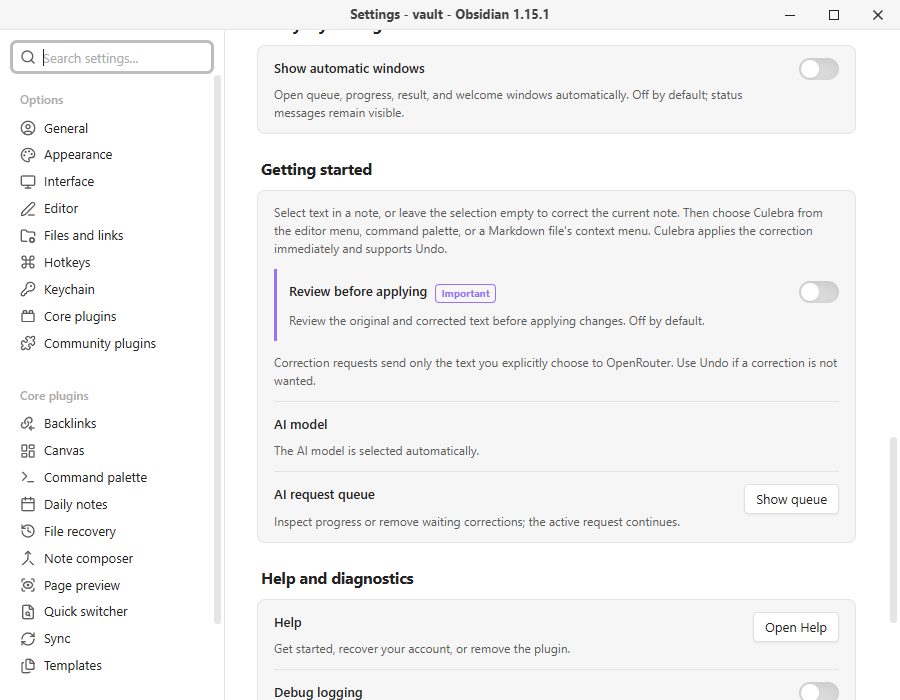 Settings - vault - Obsidian 1.15.1
Search settings...
Options
General
Appearance
Interface
Editor
Files and links
Hotkeys
Keychain
Core plugins
Community plugins
Core plugins
Backlinks
Canvas
Command palette
Daily notes
File recovery
Note composer
Page preview
Quick switcher
Sync
Templates
Show automatic windows
Open queue, progress, result, and welcome windows automatically. Off by default; status
messages remain visible.
Getting started
Select text in a note, or leave the selection empty to correct the current note. Then choose Culebra from
the editor menu, command palette, or a Markdown file's context menu. Culebra applies the correction
immediately and supports Undo.
Review before applying Important
Review the original and corrected text before applying changes. Off by default.
Correction requests send only the text you explicitly choose to OpenRouter. Use Undo if a correction is not
wanted.
AI model
The AI model is selected automatically.
AI request queue
Show queue
Inspect progress or remove waiting corrections; the active request continues.
Help and diagnostics
Help
Open Help
Get started, recover your account, or remove the plugin.
Debug logging